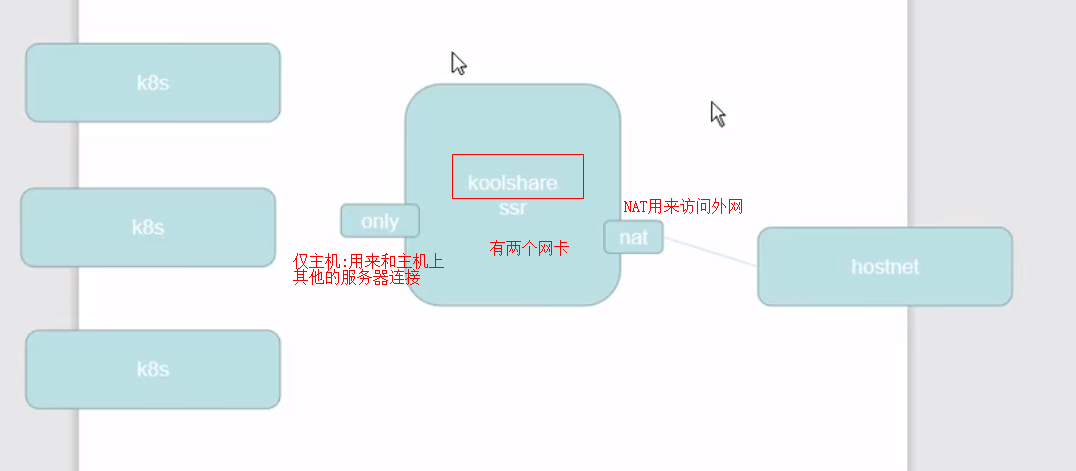 k8s
koolshare
ssr
k8s
only
NAT用来访问外网
nat
有两个网卡
仅主机:用来和主机上
其他的服务器连接
hostnet
k8s